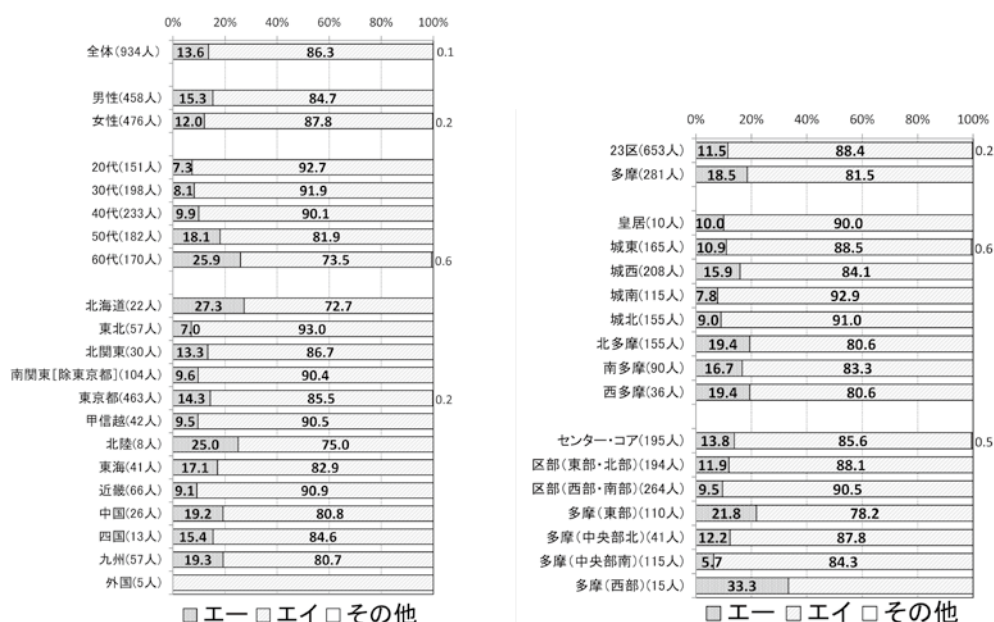 0% 20% 40% 60% 80% 100%
全体(934人) 13.6 86.3 0.1
男性(458人) 15.3 84.7
女性(476人) 12.0 87.8 0.2
20代(151人) 7.3 92.7
30代(198人) 8.1 91.9
40代(233人) 9.9 90.1
50代(182人) 18.1 81.9
60代(170人) 25.9 73.5 0.6
北海道(22人) 27.3 72.7
東北(57人) 7.0 93.0
北関東(30人) 13.3 86.7
南関東[除東京都](104人) 9.6 90.4
東京都(463人) 14.3 85.5 0.2
甲信越(42人) 9.5 90.5
北陸(8人) 25.0 75.0
東海(41人) 17.1 82.9
近畿(66人) 9.1 90.9
中国(26人) 19.2 80.8
四国(13人) 15.4 84.6
九州(57人) 19.3 80.7
外国(5人)
エー エイ その他
0% 20% 40% 60% 80% 100%
23区(653人) 11.5 88.4 0.2
多摩(281人) 18.5 81.5
皇居(10人) 10.0 90.0
城東(165人) 10.9 88.5 0.6
城西(208人) 15.9 84.1
城南(115人) 7.8 92.9
城北(155人) 9.0 91.0
北多摩(155人) 19.4 80.6
南多摩(90人) 16.7 83.3
西多摩(36人) 19.4 80.6
センター・コア(195人) 13.8 85.6 0.5
区部(東部・北部)(194人) 11.9 88.1
区部(西部・南部)(264人) 9.5 90.5
多摩(東部)(110人) 21.8 78.2
多摩(中央部北)(41人) 12.2 87.8
多摩(中央部南)(115人) 5.7 84.3
多摩(西部)(15人) 33.3
エー エイ その他